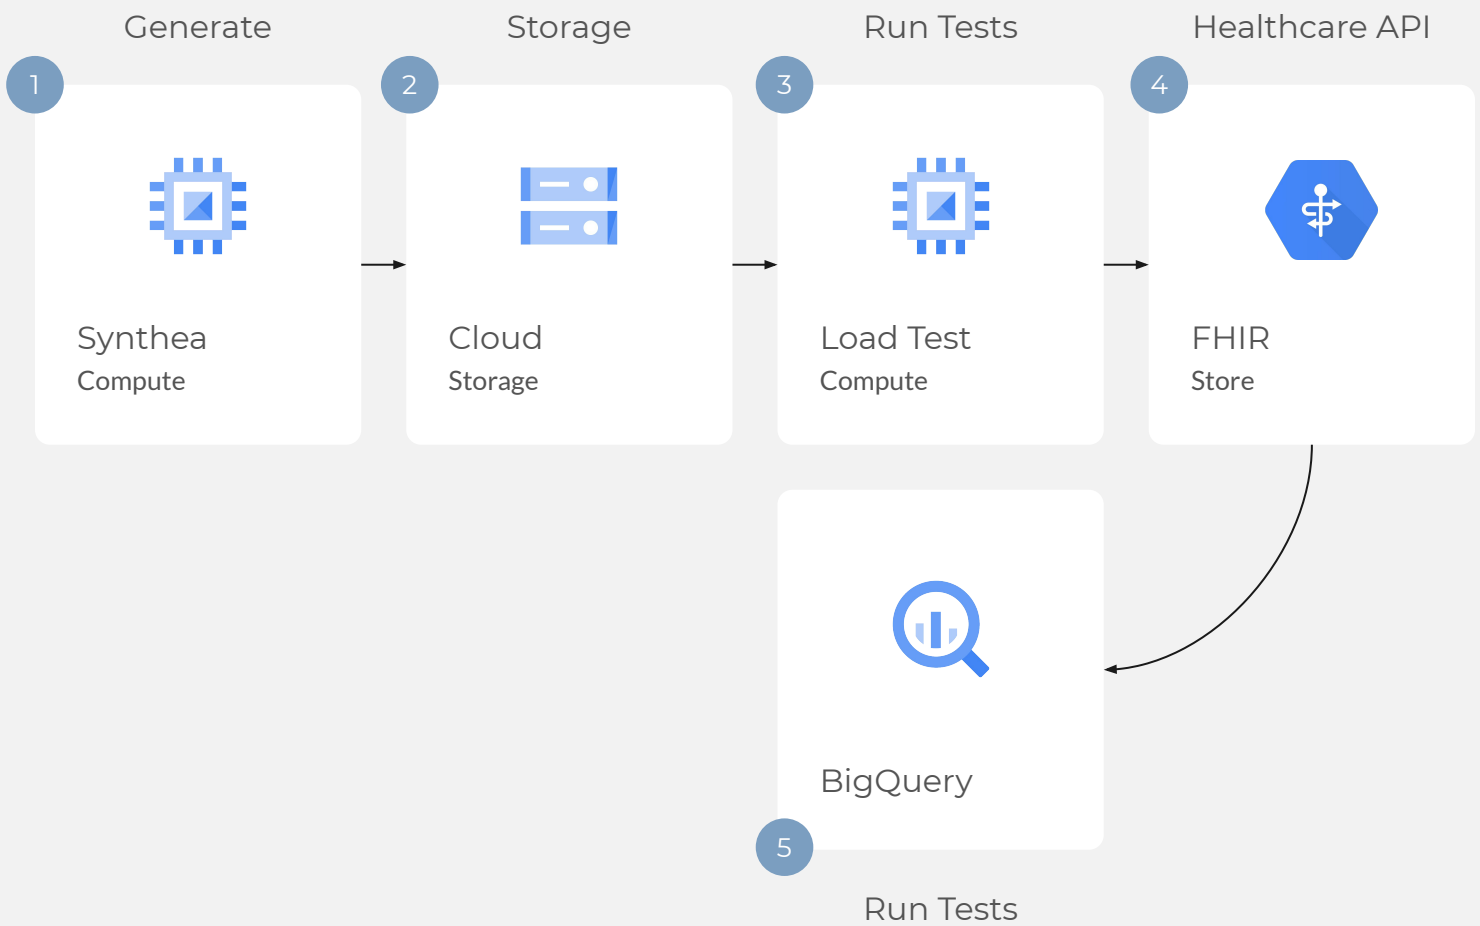 Generate
Storage
Run Tests
Healthcare API
1
2
3
4
Synthea
Compute
Cloud
Storage
Load Test
Compute
FHIR
Store
BigQuery
5
Run Tests